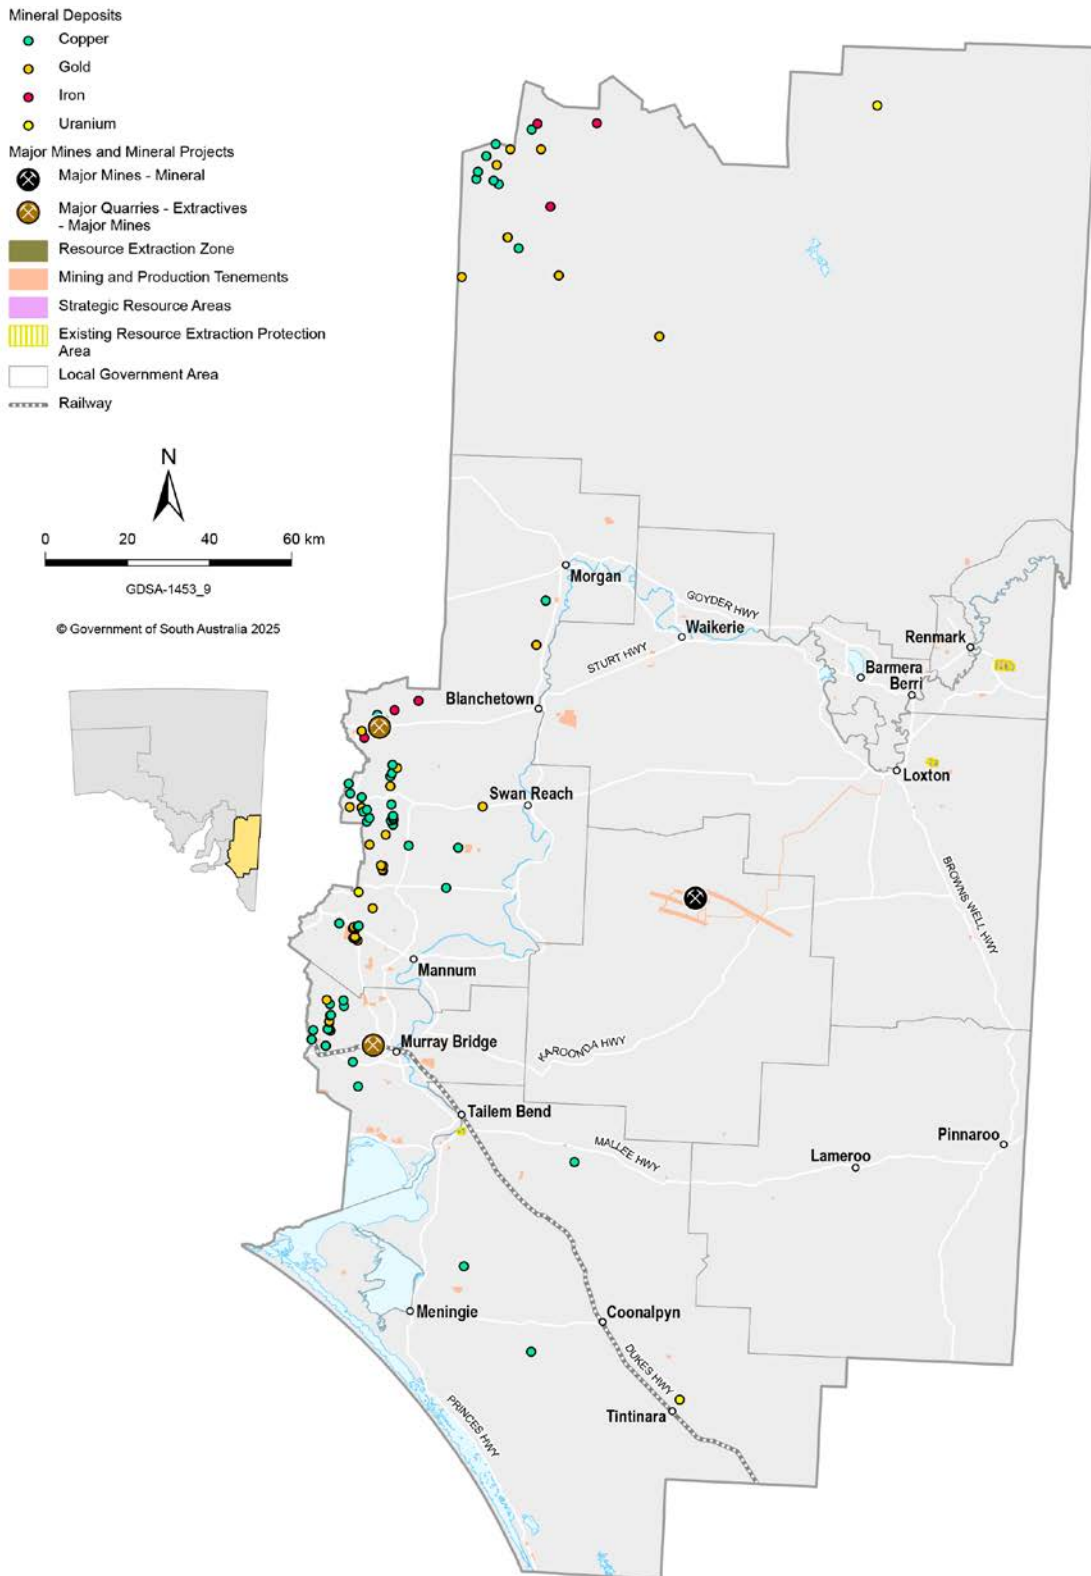 Mineral Deposits
Copper
Gold
Iron
Uranium
Major Mines and Mineral Projects
Major Mines - Mineral
Major Quarries - Extractives
- Major Mines
Resource Extraction Zone
Mining and Production Tenements
Strategic Resource Areas
Existing Resource Extraction Protection
Area
Local Government Area
Railway
N
0 20 40 60 km
GDSA-1453_9
© Government of South Australia 2025
Morgan
GOYDER HWY
Waikerie
Renmark
STURT HWY
Barmera
Berri
Blanchetown
Loxton
Swan Reach
BROWNS WELL HWY
Mannum
Murray Bridge
KAROONDA HWY
Tailem Bend
MALLEE HWY
Pinnaroo
Lameroo
Meningie
Coonalpyn
DUKES HWY
Tintinara
PRINCES HWY